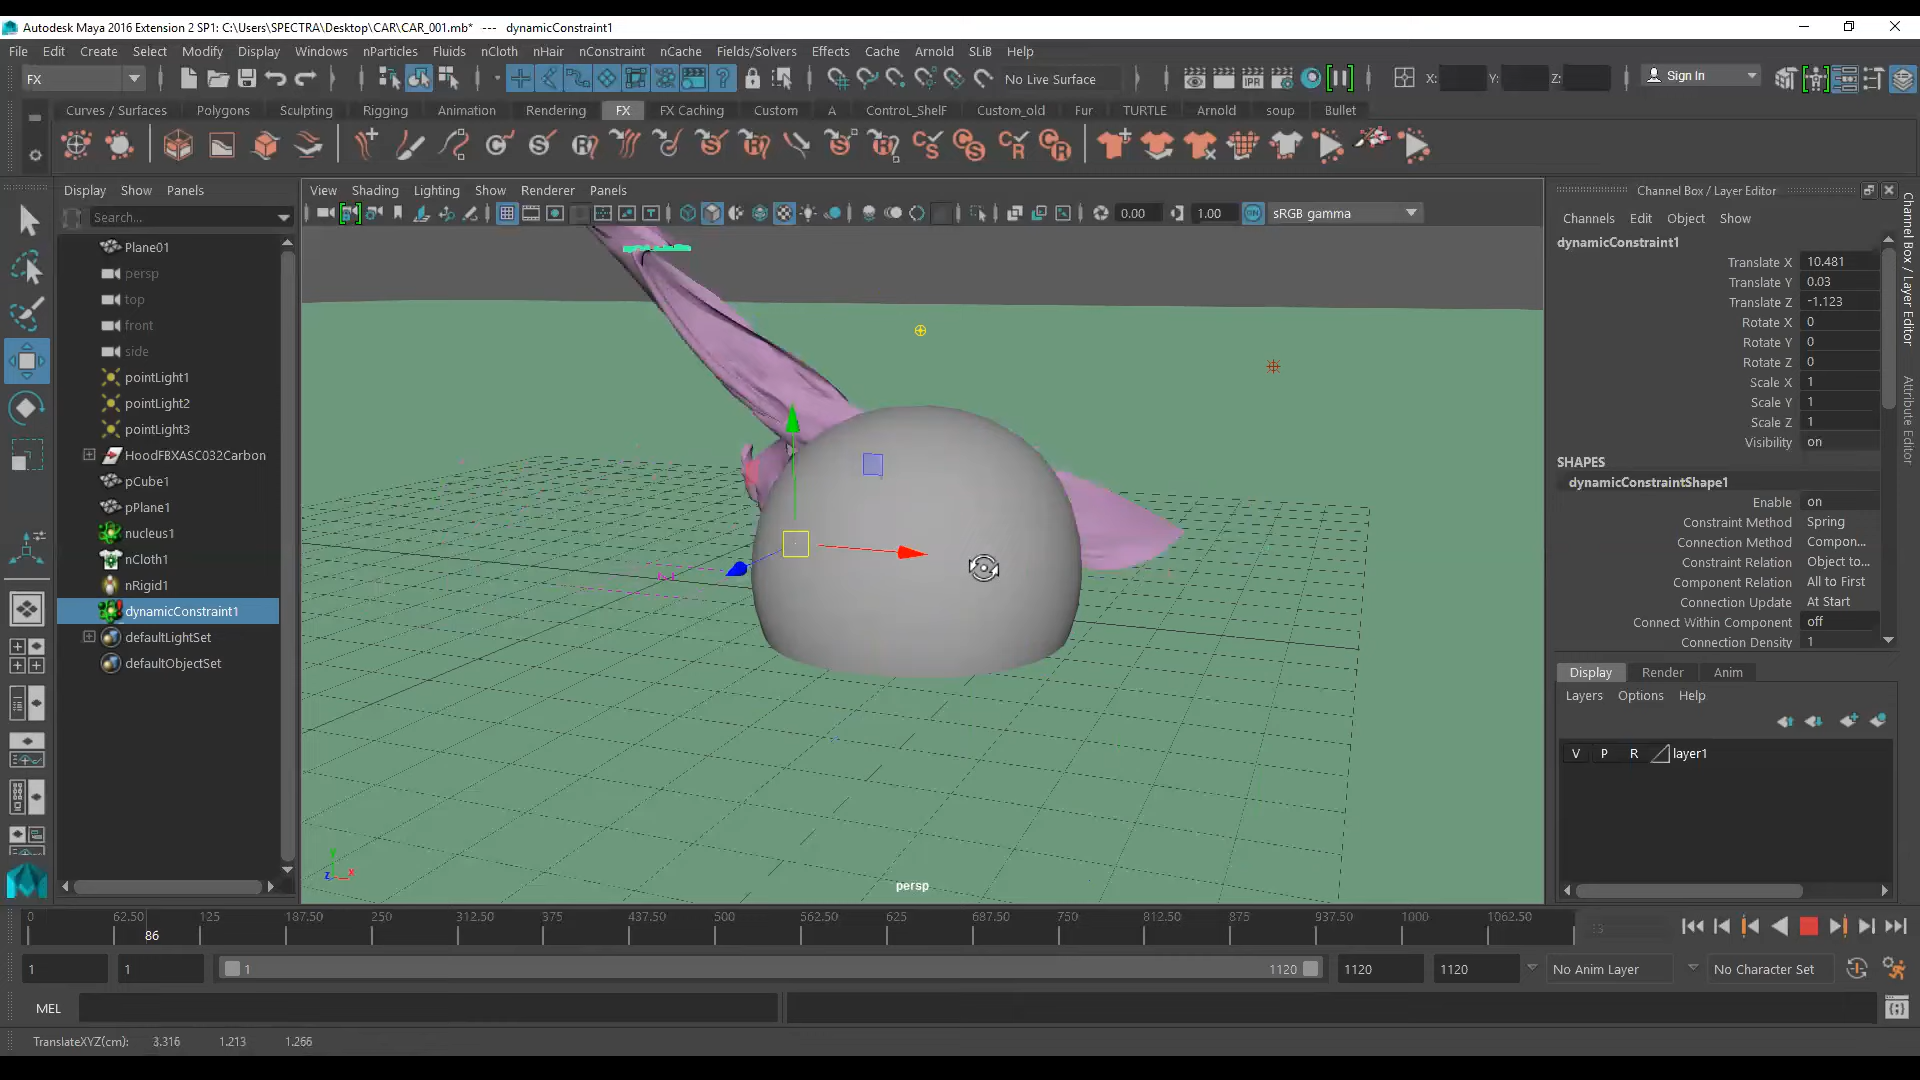 Autodesk Maya 2016 Extension 2 SP1: C:\Users\SPECTRA\Desktop\CAR\CAR_001.mb* --- dynamicConstraint1
File Edit Create Select Modify Display Windows nParticles Fluids nCloth nHair nConstraint nCache Fields/Solvers Effects Cache Arnold SLiB Help
FX No Live Surface X: Y: Z: Sign In
Curves / Surfaces Polygons Sculpting Rigging Animation Rendering FX FX Caching Custom A ControL_ShelF Custom_old Fur TURTLE Arnold soup Bullet
Display Show Panels
Search...
Plane01
persp
top
front
side
pointLight1
pointLight2
pointLight3
HoodFBXASC032Carbon
pCube1
pPlane1
nucleus1
nCloth1
nRigid1
dynamicConstraint1
defaultLightSet
defaultObjectSet
View Shading Lighting Show Renderer Panels
0.00 1.00 ON sRGB gamma
persp
y
z x
Channel Box / Layer Editor
Channels Edit Object Show
dynamicConstraint1
Translate X 10.481
Translate Y 0.03
Translate Z -1.123
Rotate X 0
Rotate Y 0
Rotate Z 0
Scale X 1
Scale Y 1
Scale Z 1
Visibility on
SHAPES
dynamicConstraintShape1
Enable on
Constraint Method Spring
Connection Method Compon...
Constraint Relation Object to...
Component Relation All to First
Connection Update At Start
Connect Within Component off
Connection Density 1
Display Render Anim
Layers Options Help
V P R layer1
Channel Box / Layer Editor
Attribute Editor
0 62.50 125 187.50 250 312.50 375 437.50 500 562.50 625 687.50 750 812.50 875 937.50 1000 1062.50
86
1 1 1 1120 1120 1120 No Anim Layer No Character Set
MEL
TranslateXYZ(cm): 3.316 1.213 1.266